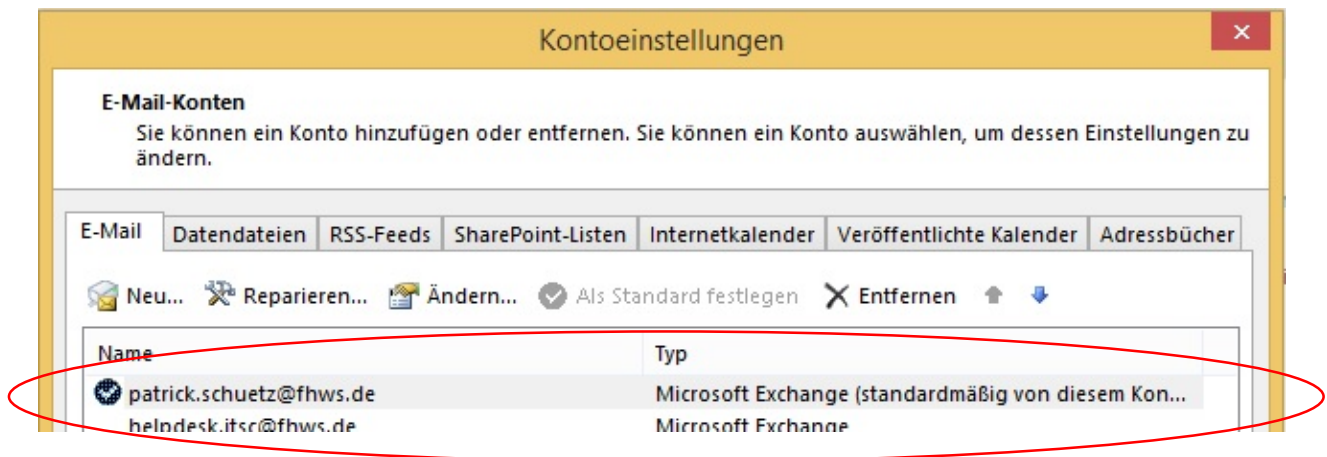 Kontoeinstellungen
E-Mail-Konten
Sie können ein Konto hinzufügen oder entfernen. Sie können ein Konto auswählen, um dessen Einstellungen zu
ändern.
E-Mail Datendateien RSS-Feeds SharePoint-Listen Internetkalender Veröffentlichte Kalender Adressbücher
Neu... Reparieren... Ändern... Als Standard festlegen Entfernen
Name Typ
patrick.schuetz@fhws.de Microsoft Exchange (standardmäßig von diesem Kon...
helpdesk.itsc@fhws.de Microsoft Exchange